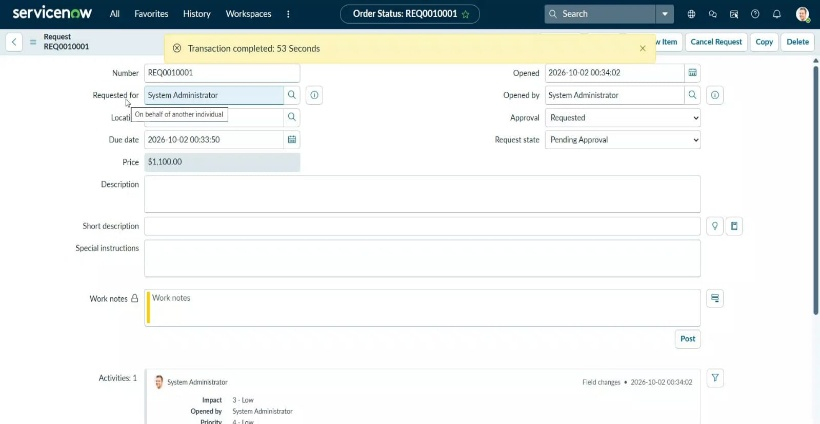 servicenow All Favorites History Workspaces Order Status: REQ0010001 Search
Request
REQ0010001
Transaction completed: 53 Seconds
Item Cancel Request Copy Delete
Number REQ0010001 Opened 2026-10-02 00:34:02
Requested for System Administrator Opened by System Administrator
On behalf of another individual
Approval Requested
Due date 2026-10-02 00:33:50 Request state Pending Approval
Price $1,100.00
Description
Short description
Special instructions
Work notes Work notes
Post
Activities: 1 System Administrator Field changes • 2026-10-02 00:34:02
Impact 3 - Low
Opened by System Administrator
Priority 4 - Low